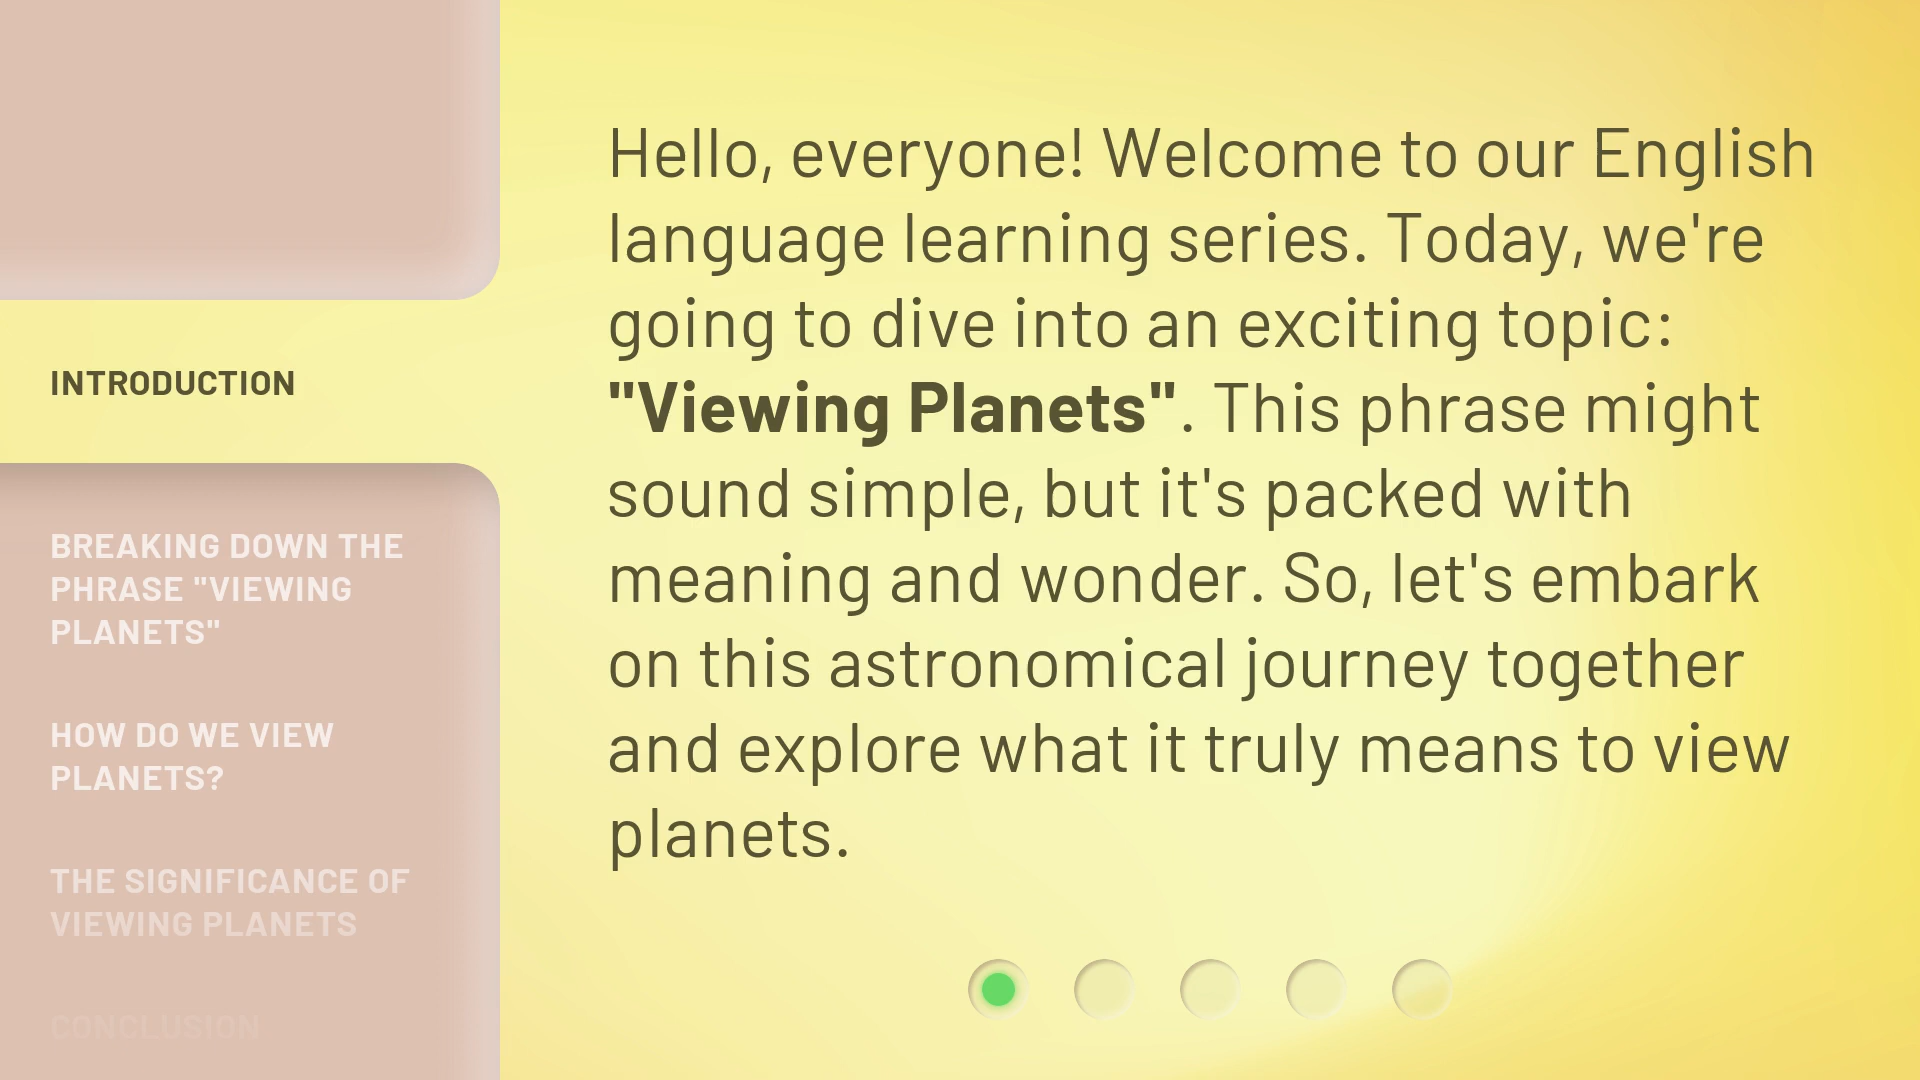 INTRODUCTION
BREAKING DOWN THE
PHRASE "VIEWING
PLANETS"
HOW DO WE VIEW
PLANETS?
THE SIGNIFICANCE OF
VIEWING PLANETS
CONCLUSION
Hello, everyone! Welcome to our English
language learning series. Today, we're
going to dive into an exciting topic:
"Viewing Planets". This phrase might
sound simple, but it's packed with
meaning and wonder. So, let's embark
on this astronomical journey together
and explore what it truly means to view
planets.